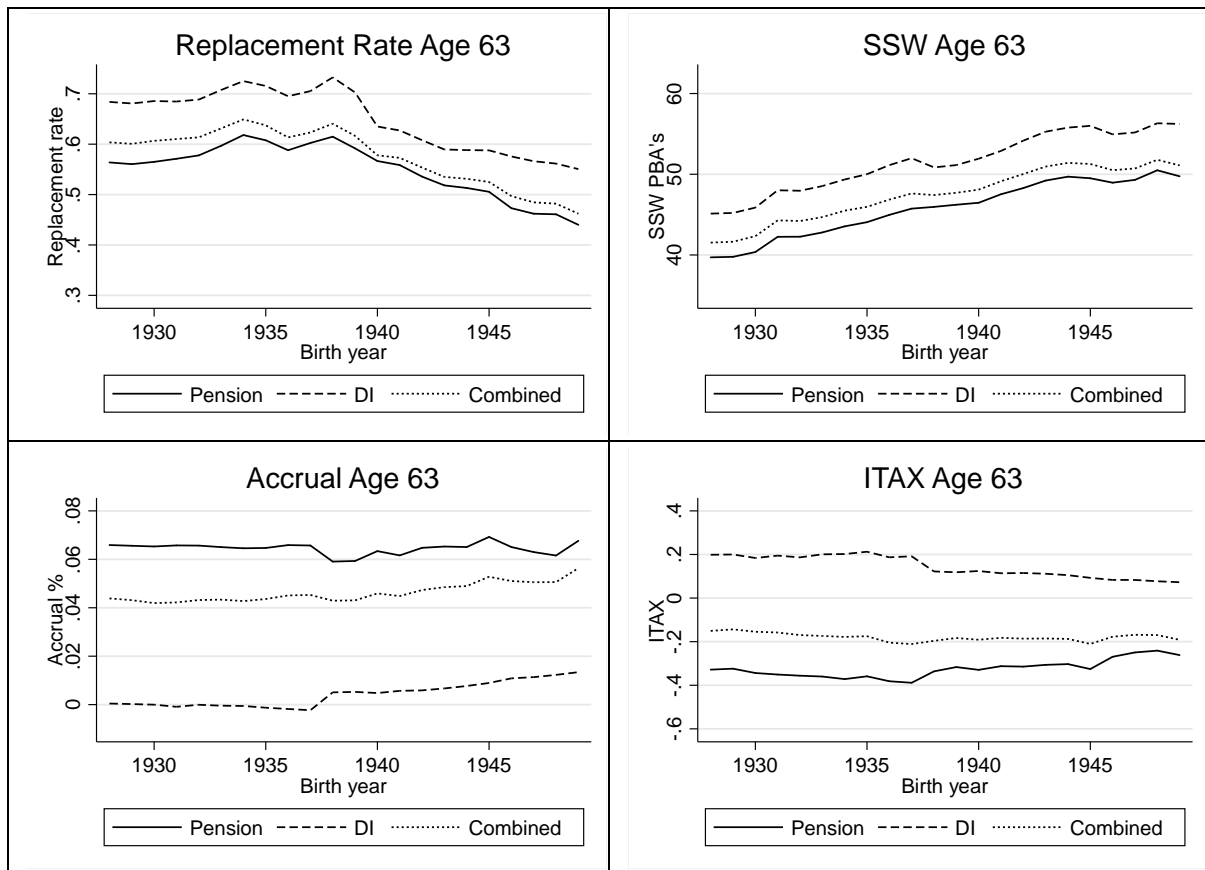 Replacement Rate Age 63
Replacement rate
.7
.6
.5
.4
.3
1930 1935 1940 1945
Birth year
Pension DI Combined
SSW Age 63
SSW PBA's
60
50
40
1930 1935 1940 1945
Birth year
Pension DI Combined
Accrual Age 63
Accrual %
.08
.06
.04
.02
0
1930 1935 1940 1945
Birth year
Pension DI Combined
ITAX Age 63
ITAX
.4
.2
0
-.2
-.4
-.6
1930 1935 1940 1945
Birth year
Pension DI Combined